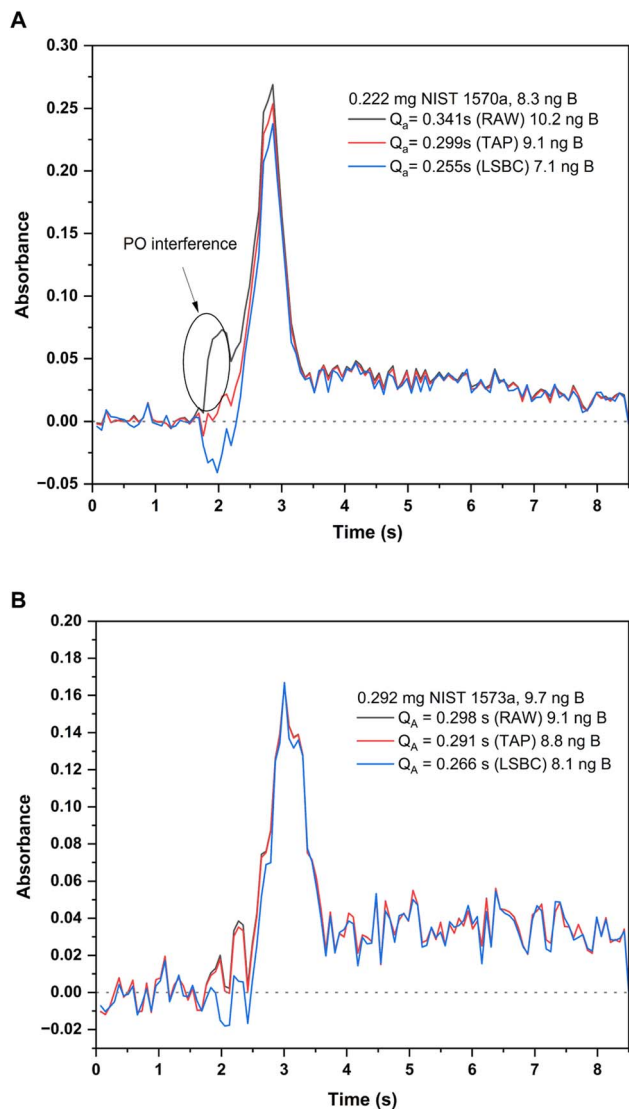 A
0.30
0.25
0.20
0.15
0.10
0.05
0.00
−0.05
Absorbance
0.222 mg NIST 1570a, 8.3 ng B
Qa= 0.341s (RAW) 10.2 ng B
Qa= 0.299s (TAP) 9.1 ng B
Qa= 0.255s (LSBC) 7.1 ng B
PO interference
0 1 2 3 4 5 6 7 8
Time (s)
B
0.20
0.18
0.16
0.14
0.12
0.10
0.08
0.06
0.04
0.02
0.00
−0.02
Absorbance
0.292 mg NIST 1573a, 9.7 ng B
QA = 0.298 s (RAW) 9.1 ng B
QA = 0.291 s (TAP) 8.8 ng B
QA = 0.266 s (LSBC) 8.1 ng B
0 1 2 3 4 5 6 7 8
Time (s)